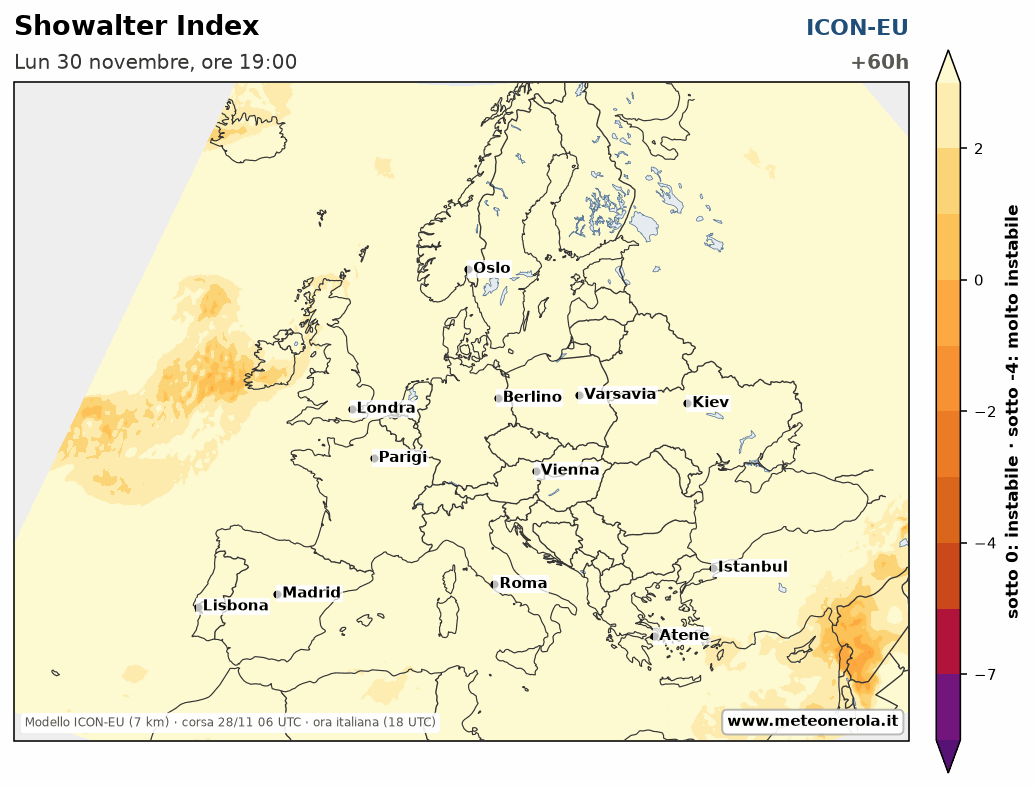 Showalter Index
ICON-EU
Lun 30 novembre, ore 19:00
+60h
Oslo
Londra
Berlino
Varsavia
Kiev
Parigi
Vienna
Istanbul
Roma
Madrid
Lisbona
Atene
Modello ICON-EU (7 km) · corsa 28/11 06 UTC · ora italiana (18 UTC)
www.meteonerola.it
2
0
−2
−4
−7
sotto 0: instabile · sotto -4: molto instabile